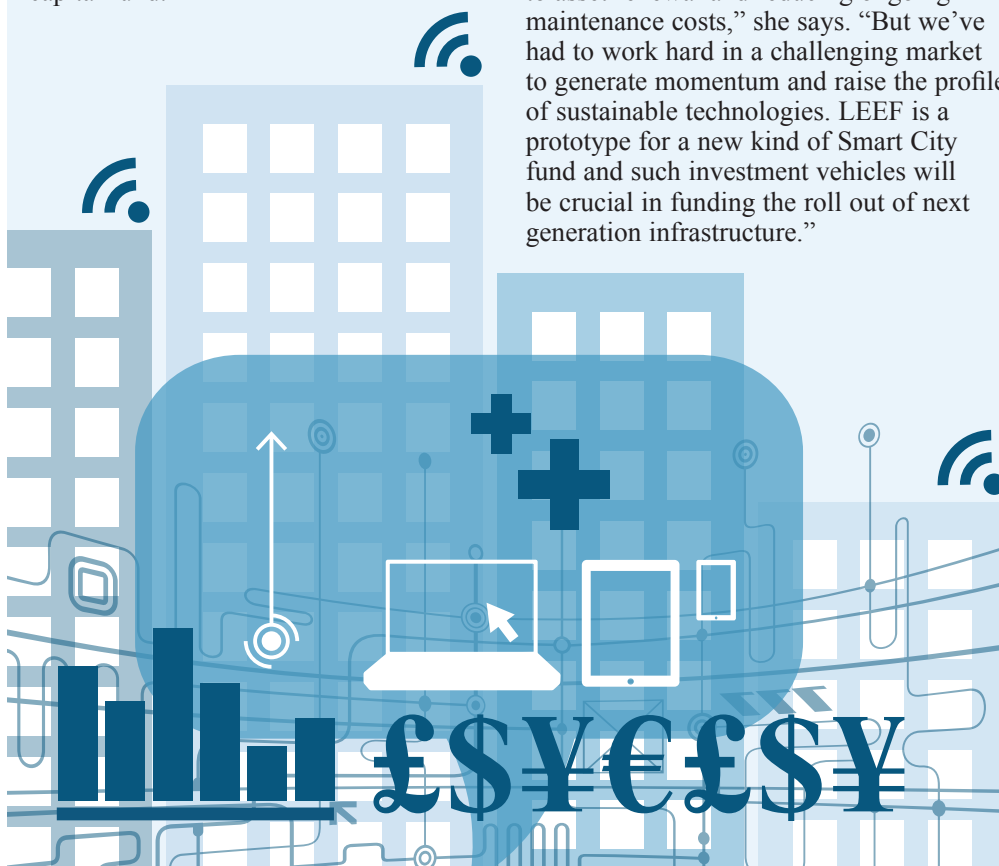 maintenance costs,” she says. “But we’ve
had to work hard in a challenging market
to generate momentum and raise the profile
of sustainable technologies. LEEF is a
prototype for a new kind of Smart City
fund and such investment vehicles will
be crucial in funding the roll out of next
generation infrastructure.”
£$¥€£$¥